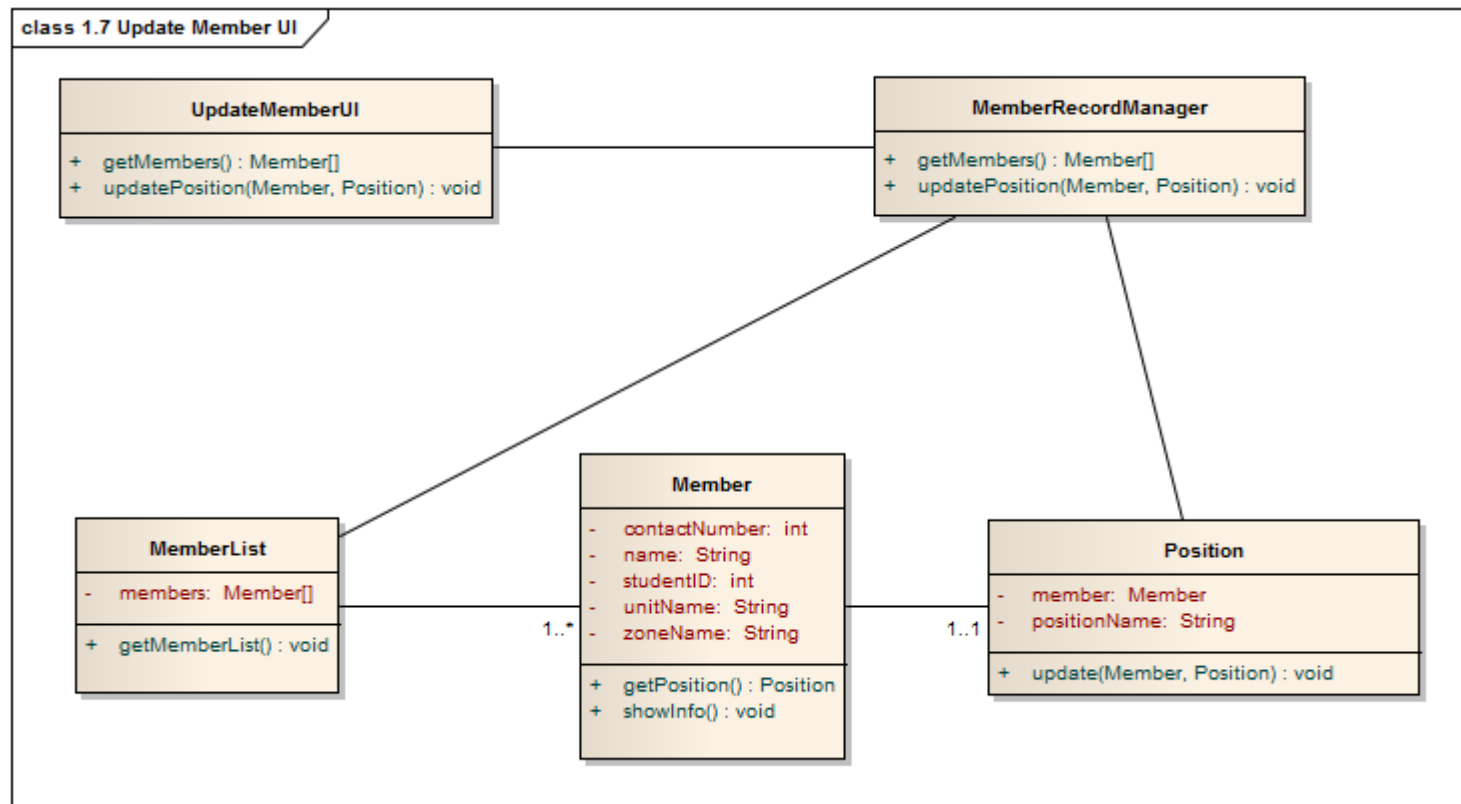 class 1.7 Update Member UI
UpdateMemberUI
+ getMembers() : Member[]
+ updatePosition(Member, Position) : void
MemberRecordManager
+ getMembers() : Member[]
+ updatePosition(Member, Position) : void
MemberList
- members: Member[]
+ getMemberList() : void
1..*
Member
- contactNumber: int
- name: String
- studentID: int
- unitName: String
- zoneName: String
+ getPosition() : Position
+ showInfo() : void
1..1
Position
- member: Member
- positionName: String
+ update(Member, Position) : void